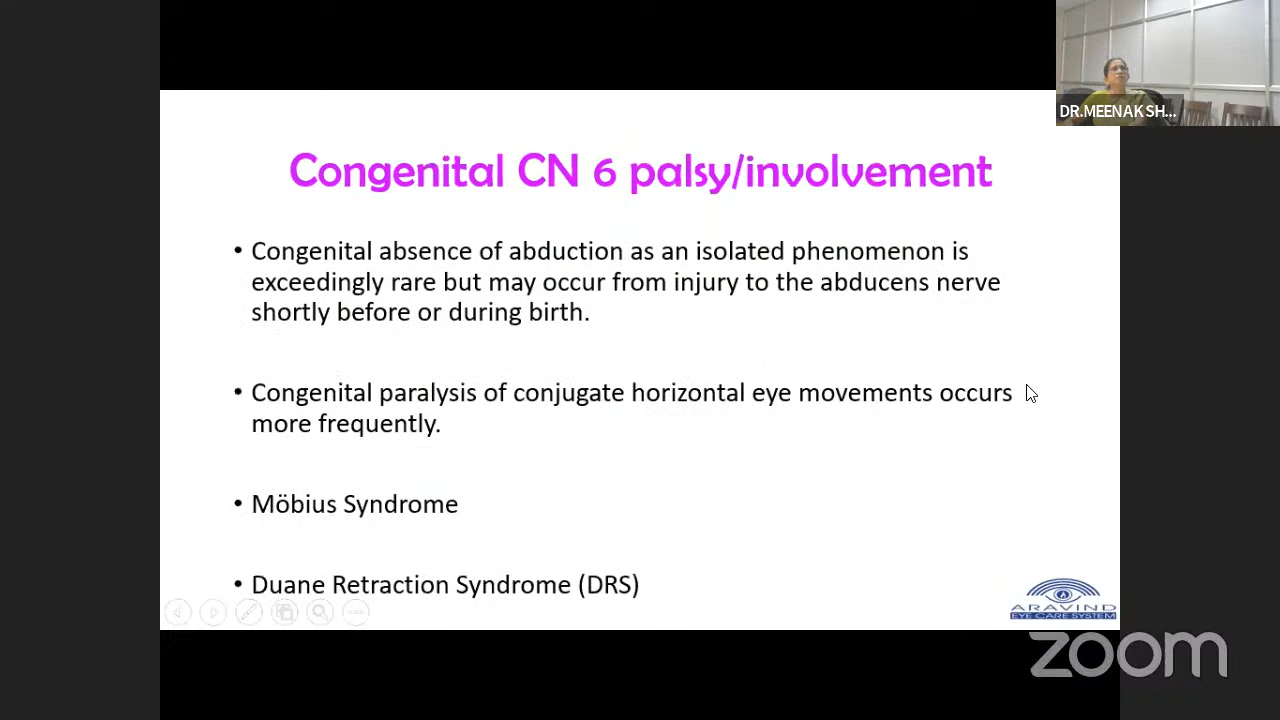 DR.MEENAKSH...
Congenital CN 6 palsy/involvement
• Congenital absence of abduction as an isolated phenomenon is
exceedingly rare but may occur from injury to the abducens nerve
shortly before or during birth.
• Congenital paralysis of conjugate horizontal eye movements occurs
more frequently.
• Möbius Syndrome
• Duane Retraction Syndrome (DRS)
ARAVIND
EYE CARE SYSTEM
zoom